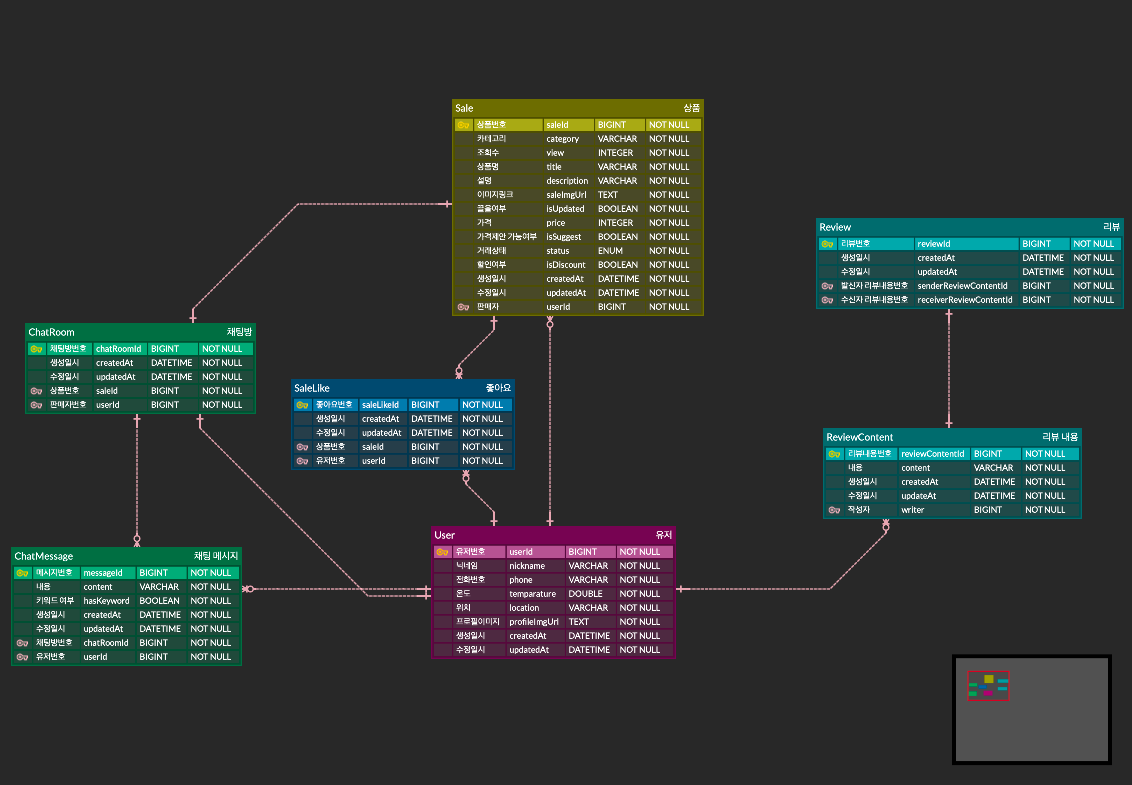 Sale 상품
상품번호 saleId BIGINT NOT NULL
카테고리 category VARCHAR NOT NULL
조회수 view INTEGER NOT NULL
상품명 title VARCHAR NOT NULL
설명 description VARCHAR NOT NULL
이미지링크 saleImgUrl TEXT NOT NULL
끌올여부 isUpdated BOOLEAN NOT NULL
가격 price INTEGER NOT NULL
가격제안 가능여부 isSuggest BOOLEAN NOT NULL
거래상태 status ENUM NOT NULL
할인여부 isDiscount BOOLEAN NOT NULL
생성일시 createdAt DATETIME NOT NULL
수정일시 updatedAt DATETIME NOT NULL
판매자 userId BIGINT NOT NULL
Review 리뷰
리뷰번호 reviewId BIGINT NOT NULL
생성일시 createdAt DATETIME NOT NULL
수정일시 updatedAt DATETIME NOT NULL
발신자 리뷰내용번호 senderReviewContentId BIGINT NOT NULL
수신자 리뷰내용번호 receiverReviewContentId BIGINT NOT NULL
ChatRoom 채팅방
채팅방번호 chatRoomId BIGINT NOT NULL
생성일시 createdAt DATETIME NOT NULL
수정일시 updatedAt DATETIME NOT NULL
상품번호 saleId BIGINT NOT NULL
판매자번호 userId BIGINT NOT NULL
SaleLike 좋아요
좋아요번호 saleLikeId BIGINT NOT NULL
생성일시 createdAt DATETIME NOT NULL
수정일시 updatedAt DATETIME NOT NULL
상품번호 saleId BIGINT NOT NULL
유저번호 userId BIGINT NOT NULL
ReviewContent 리뷰 내용
리뷰내용번호 reviewContentId BIGINT NOT NULL
내용 content VARCHAR NOT NULL
생성일시 createdAt DATETIME NOT NULL
수정일시 updateAt DATETIME NOT NULL
작성자 writer BIGINT NOT NULL
User 유저
유저번호 userId BIGINT NOT NULL
닉네임 nickname VARCHAR NOT NULL
전화번호 phone VARCHAR NOT NULL
온도 temparature DOUBLE NOT NULL
위치 location VARCHAR NOT NULL
프로필이미지 profileImgUrl TEXT NOT NULL
생성일시 createdAt DATETIME NOT NULL
수정일시 updatedAt DATETIME NOT NULL
ChatMessage 채팅 메시지
메시지번호 messageId BIGINT NOT NULL
내용 content VARCHAR NOT NULL
키워드 여부 hasKeyword BOOLEAN NOT NULL
생성일시 createdAt DATETIME NOT NULL
수정일시 updatedAt DATETIME NOT NULL
채팅방번호 chatRoomId BIGINT NOT NULL
유저번호 userId BIGINT NOT NULL